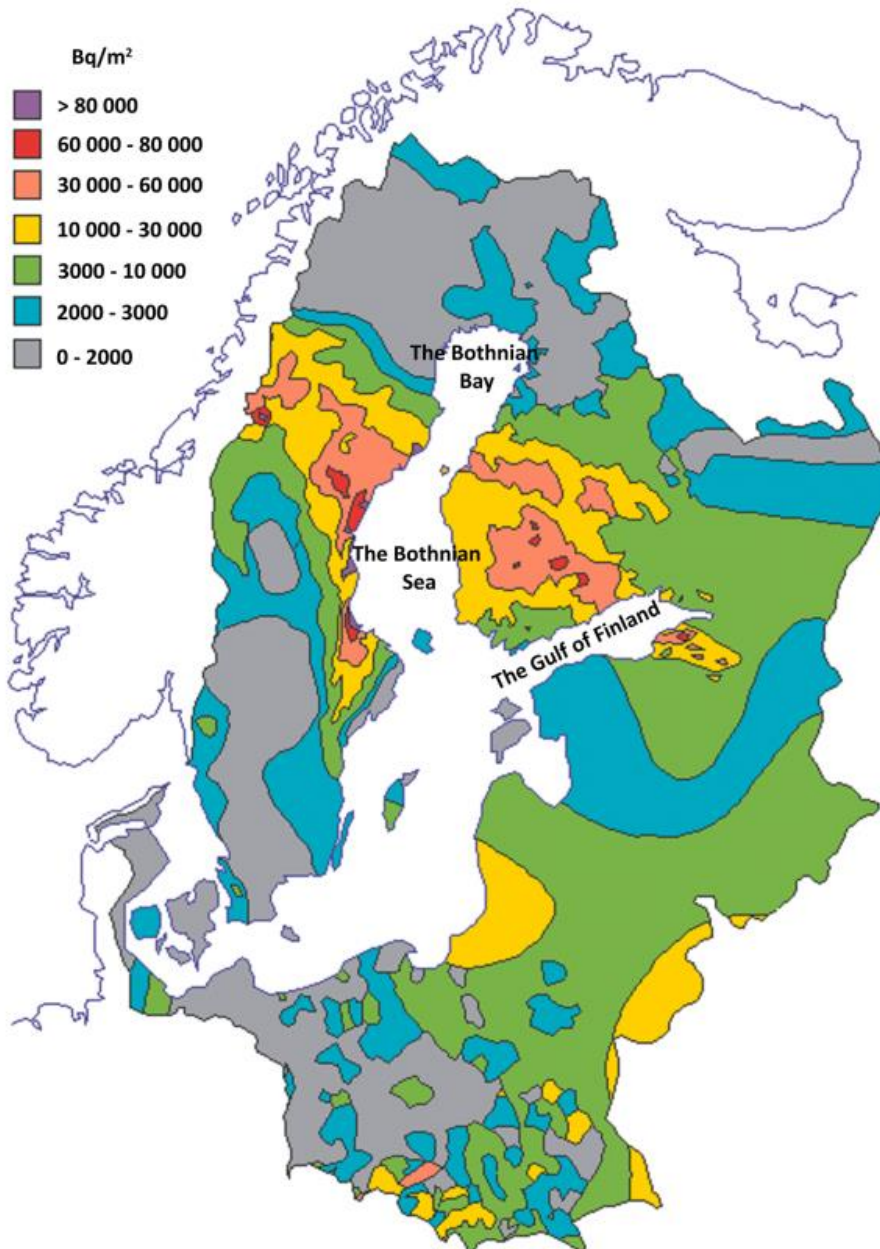 Bq/m²
> 80 000
60 000 - 80 000
30 000 - 60 000
10 000 - 30 000
3000 - 10 000
2000 - 3000
0 - 2000
The Bothnian
Bay
The Bothnian
Sea
The Gulf of Finland